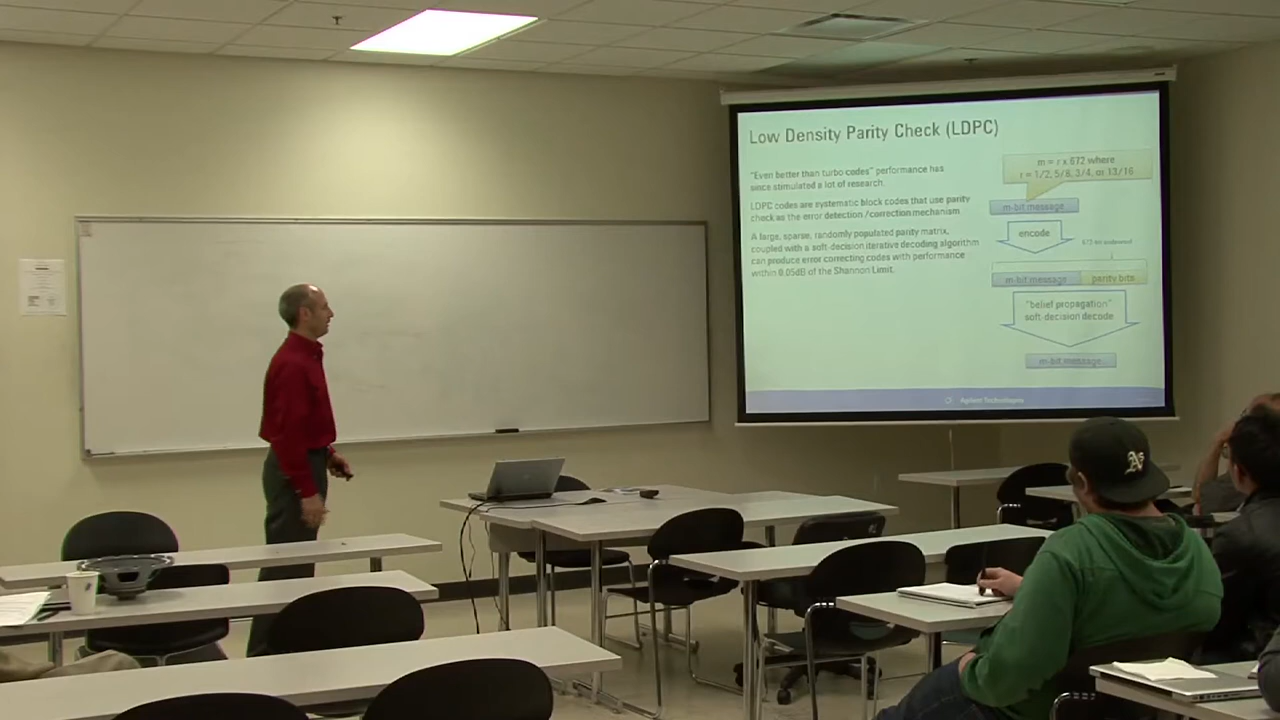 Low Density Parity Check (LDPC)
"Even better than turbo codes" performance has
since stimulated a lot of research.
LDPC codes are systematic block codes that use parity
check as the error detection /correction mechanism
A large, sparse, randomly populated parity matrix,
coupled with a soft-decision iterative decoding algorithm
can produce error correcting codes with performance
within 0.05dB of the Shannon Limit.
m = r x 672 where
r = 1/2, 5/8, 3/4, or 13/16
m-bit message
encode
672-bit codeword
m-bit message
parity bits
"belief propagation"
soft-decision decode
m-bit message
Agilent Technologies
A's